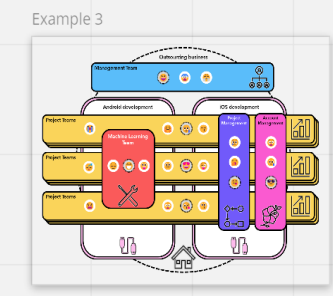 Example 3
Outsourcing business
Management Team
Android development
iOS development
Project Teams
Machine Learning
Team
Project
Management
Account
Management
Project Teams
Project Teams